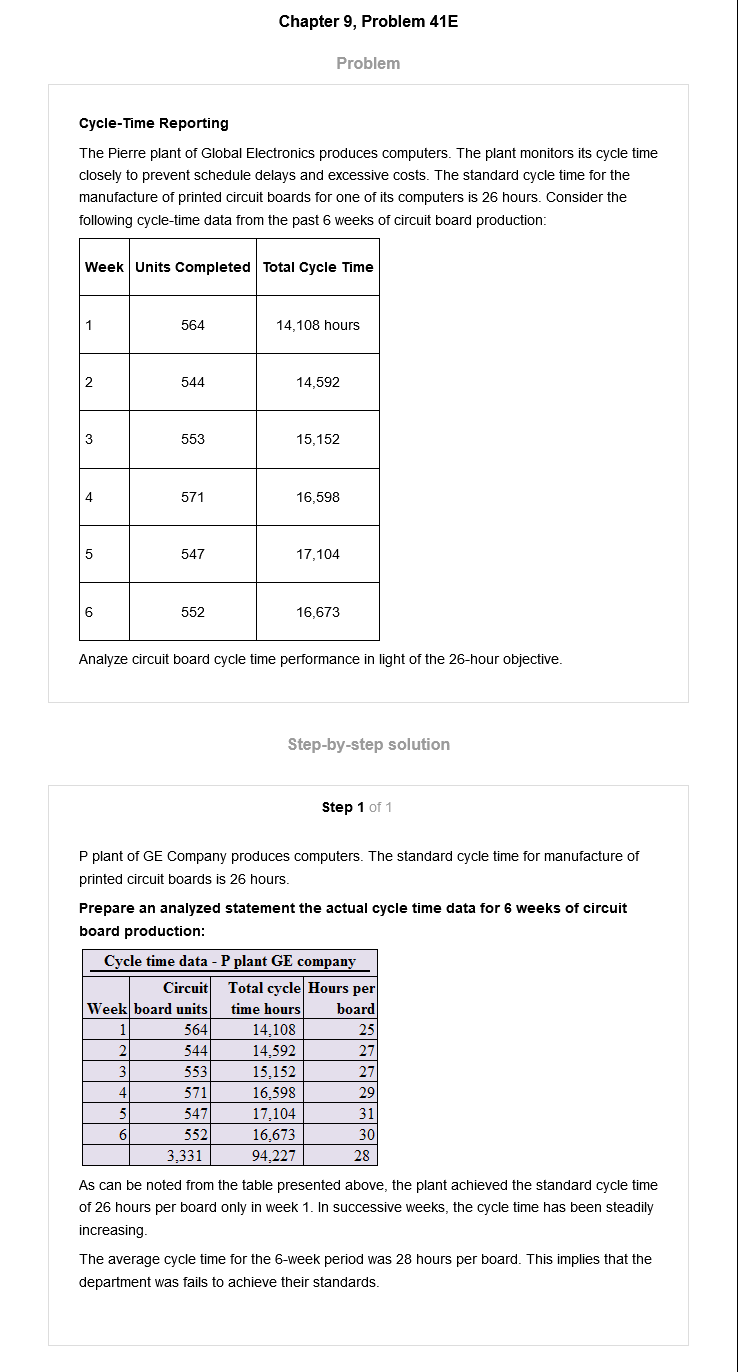 Chapter 9, Problem 41E
Problem
Cycle-Time Reporting
The Pierre plant of Global Electronics produces computers. The plant monitors its cycle time
closely to prevent schedule delays and excessive costs. The standard cycle time for the
manufacture of printed circuit boards for one of its computers is 26 hours. Consider the
following cycle-time data from the past 6 weeks of circuit board production:
Week Units Completed Total Cycle Time
1 564 14,108 hours
2 544 14,592
3 553 15,152
4 571 16,598
5 547 17,104
6 552 16,673
Analyze circuit board cycle time performance in light of the 26-hour objective.
Step-by-step solution
Step 1 of 1
P plant of GE Company produces computers. The standard cycle time for manufacture of
printed circuit boards is 26 hours.
Prepare an analyzed statement the actual cycle time data for 6 weeks of circuit
board production:
Cycle time data - P plant GE company
Circuit Total cycle Hours per
Week board units time hours board
1 564 14,108 25
2 544 14,592 27
3 553 15,152 27
4 571 16,598 29
5 547 17,104 31
6 552 16,673 30
3,331 94,227 28
As can be noted from the table presented above, the plant achieved the standard cycle time
of 26 hours per board only in week 1. In successive weeks, the cycle time has been steadily
increasing.
The average cycle time for the 6-week period was 28 hours per board. This implies that the
department was fails to achieve their standards.